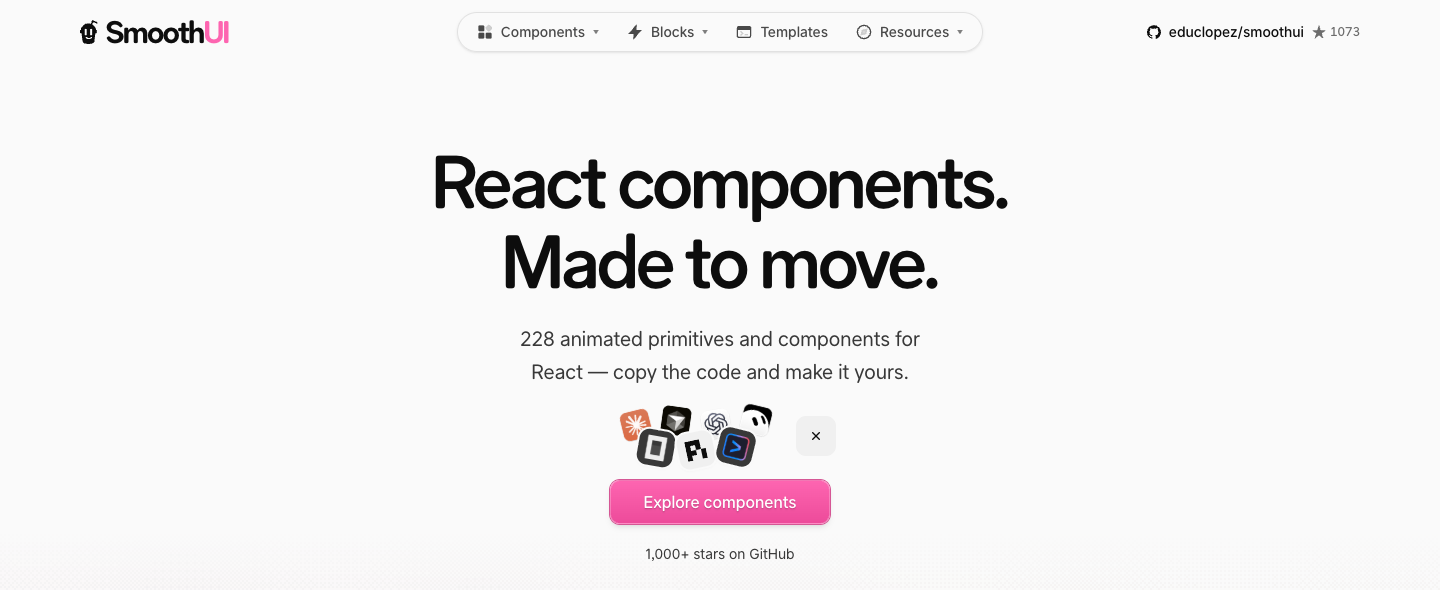 SmoothUI
Components
Blocks
Templates
Resources
educlopez/smoothui
1073
React components.
Made to move.
228 animated primitives and components for
React — copy the code and make it yours.
Explore components
1,000+ stars on GitHub